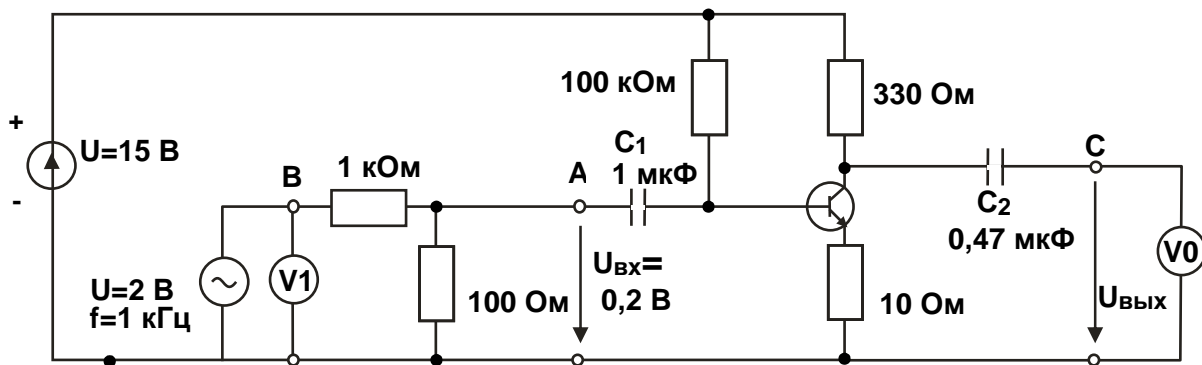 100 кОм
330 Ом
+
U=15 В
-
C1
1 мкФ
1 кОм
В
А
С
C2
0,47 мкФ
V1
V0
U=2 В
f=1 кГц
100 Ом
Uвх=
0,2 В
10 Ом
Uвых